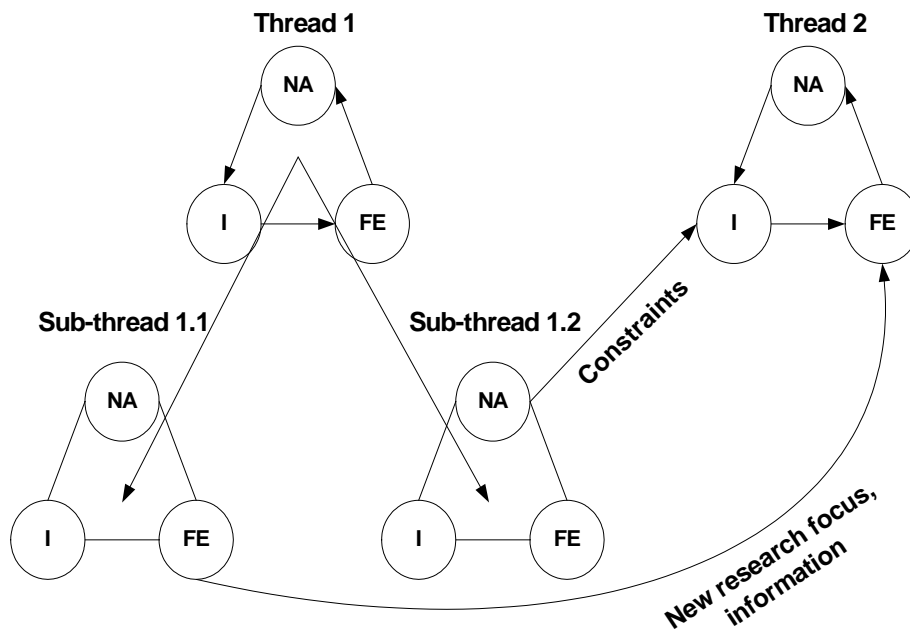 Thread 1
NA
I
FE
Thread 2
NA
I
FE
Sub-thread 1.1
NA
I
FE
Sub-thread 1.2
NA
I
FE
Constraints
New research focus,
information